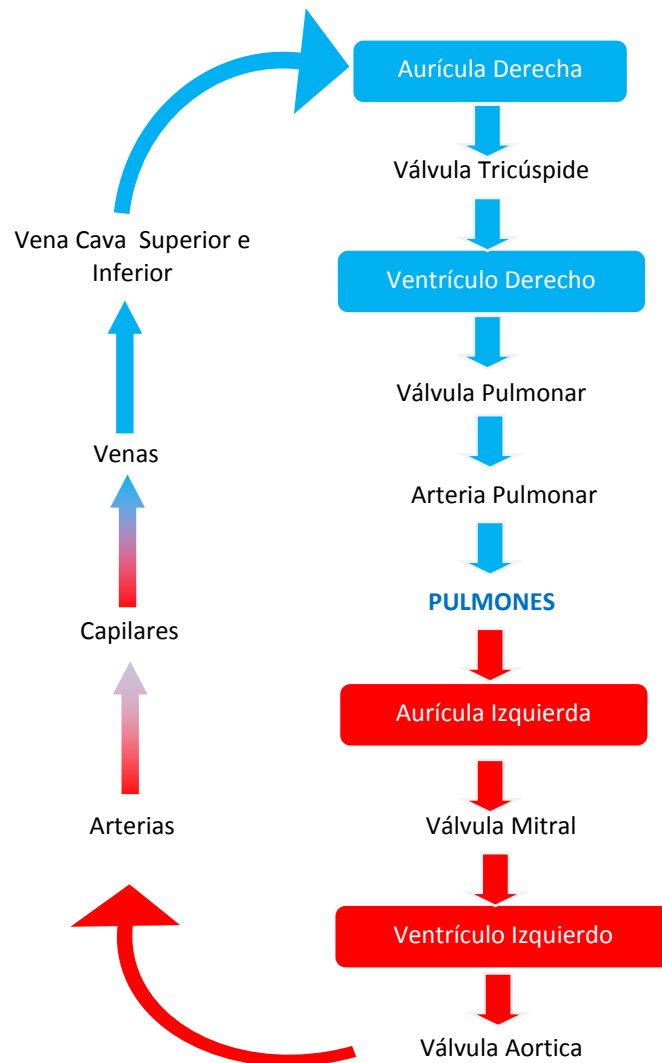 Aurícula Derecha
Válvula Tricúspide
Vena Cava  Superior e
Inferior
Ventrículo Derecho
Válvula Pulmonar
Venas
Arteria Pulmonar
PULMONES
Capilares
Aurícula Izquierda
Arterias
Válvula Mitral
Ventrículo Izquierdo
Válvula Aortica